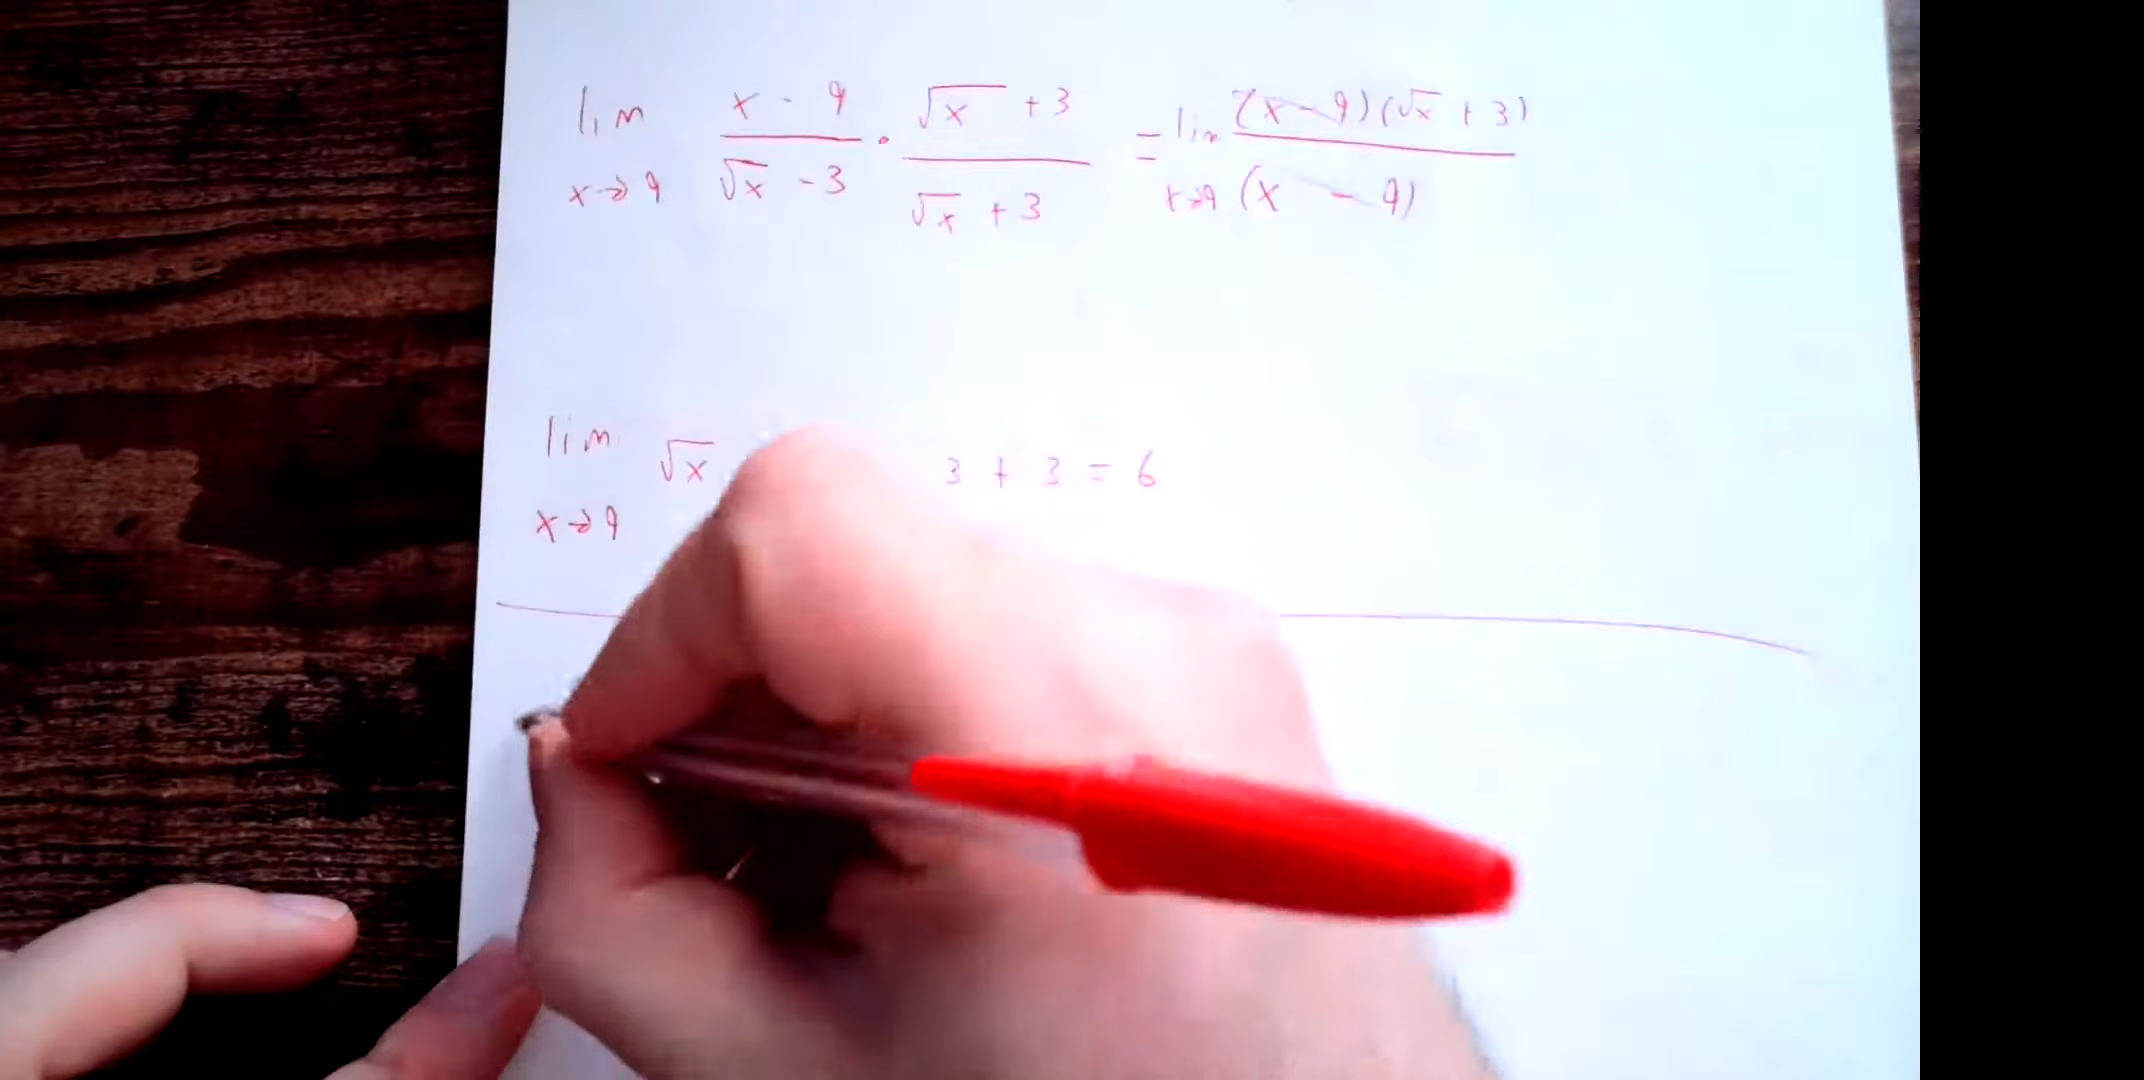 lim x→9 (x - 9)/(√x - 3) · (√x + 3)/(√x + 3) = lim x→9 ((x - 9)(√x + 3))/(x - 9)
lim x→9 √x 3 + 3 = 6